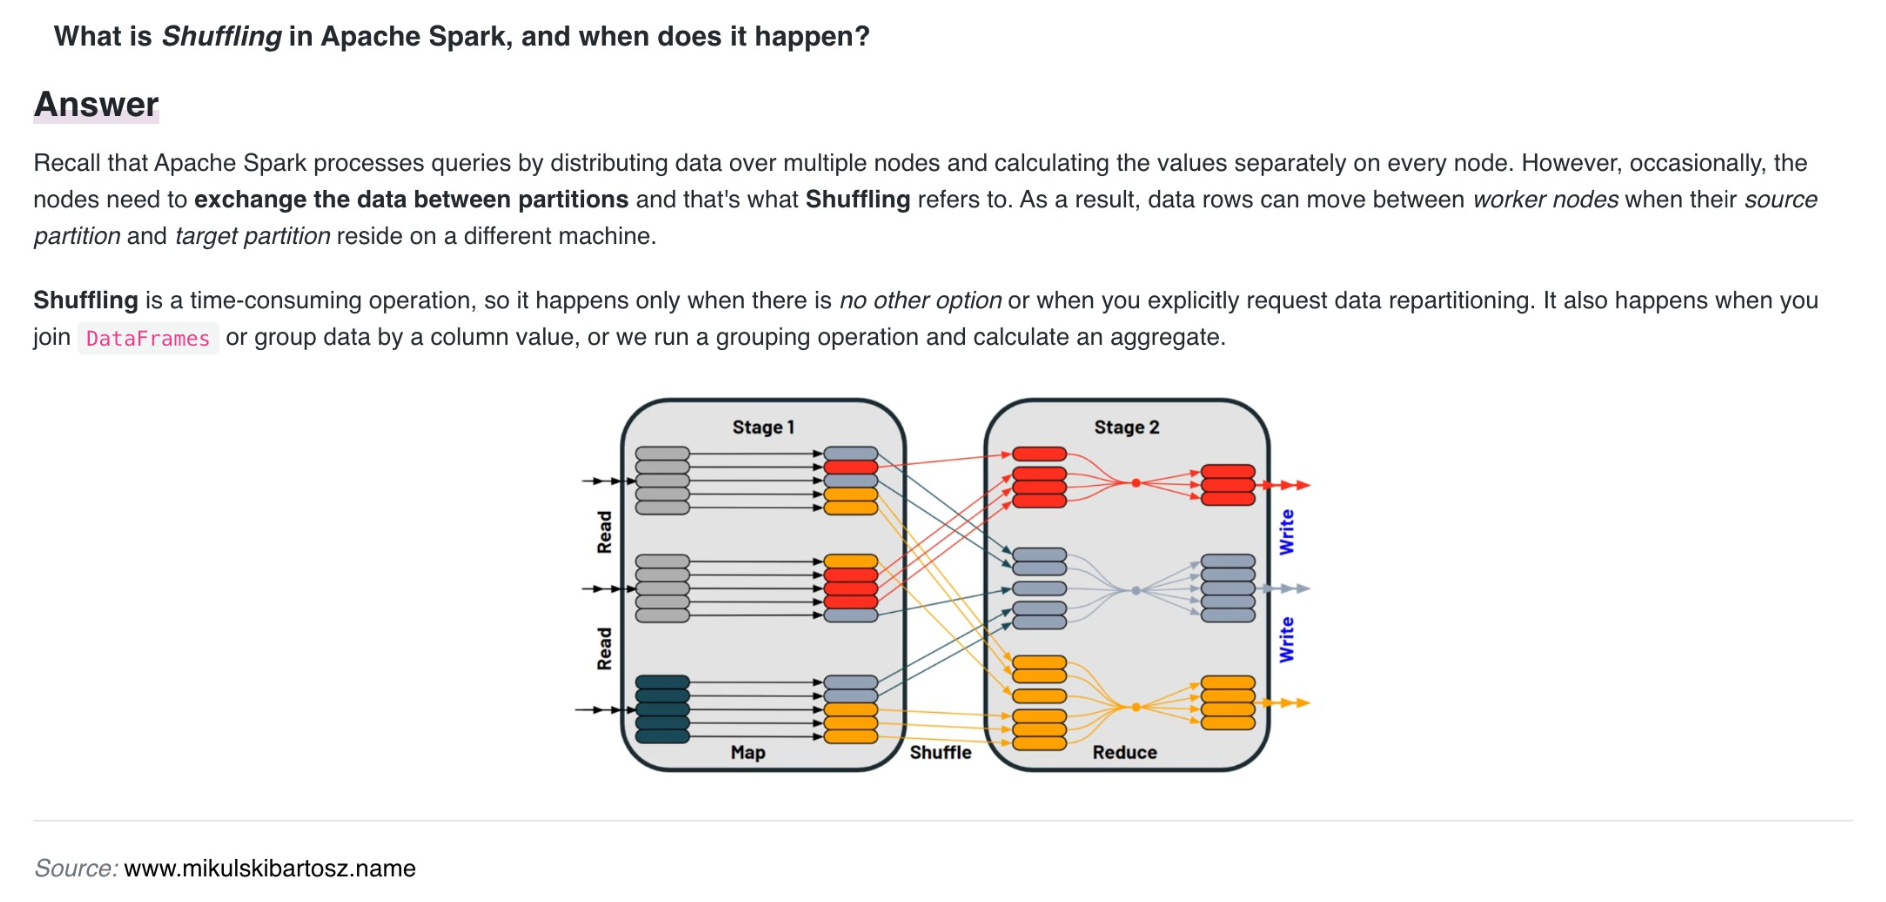 What is Shuffling in Apache Spark, and when does it happen?
Answer
Recall that Apache Spark processes queries by distributing data over multiple nodes and calculating the values separately on every node. However, occasionally, the
nodes need to exchange the data between partitions and that's what Shuffling refers to. As a result, data rows can move between worker nodes when their source
partition and target partition reside on a different machine.
Shuffling is a time-consuming operation, so it happens only when there is no other option or when you explicitly request data repartitioning. It also happens when you
join DataFrames or group data by a column value, or we run a grouping operation and calculate an aggregate.
Stage 1
Stage 2
Read
Read
Write
Write
Map
Shuffle
Reduce
Source: www.mikulskibartosz.name